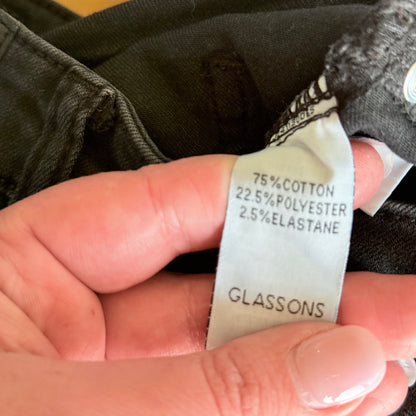 75%COTTON
22.5%POLYESTER
2.5%ELASTANE
GLASSONS